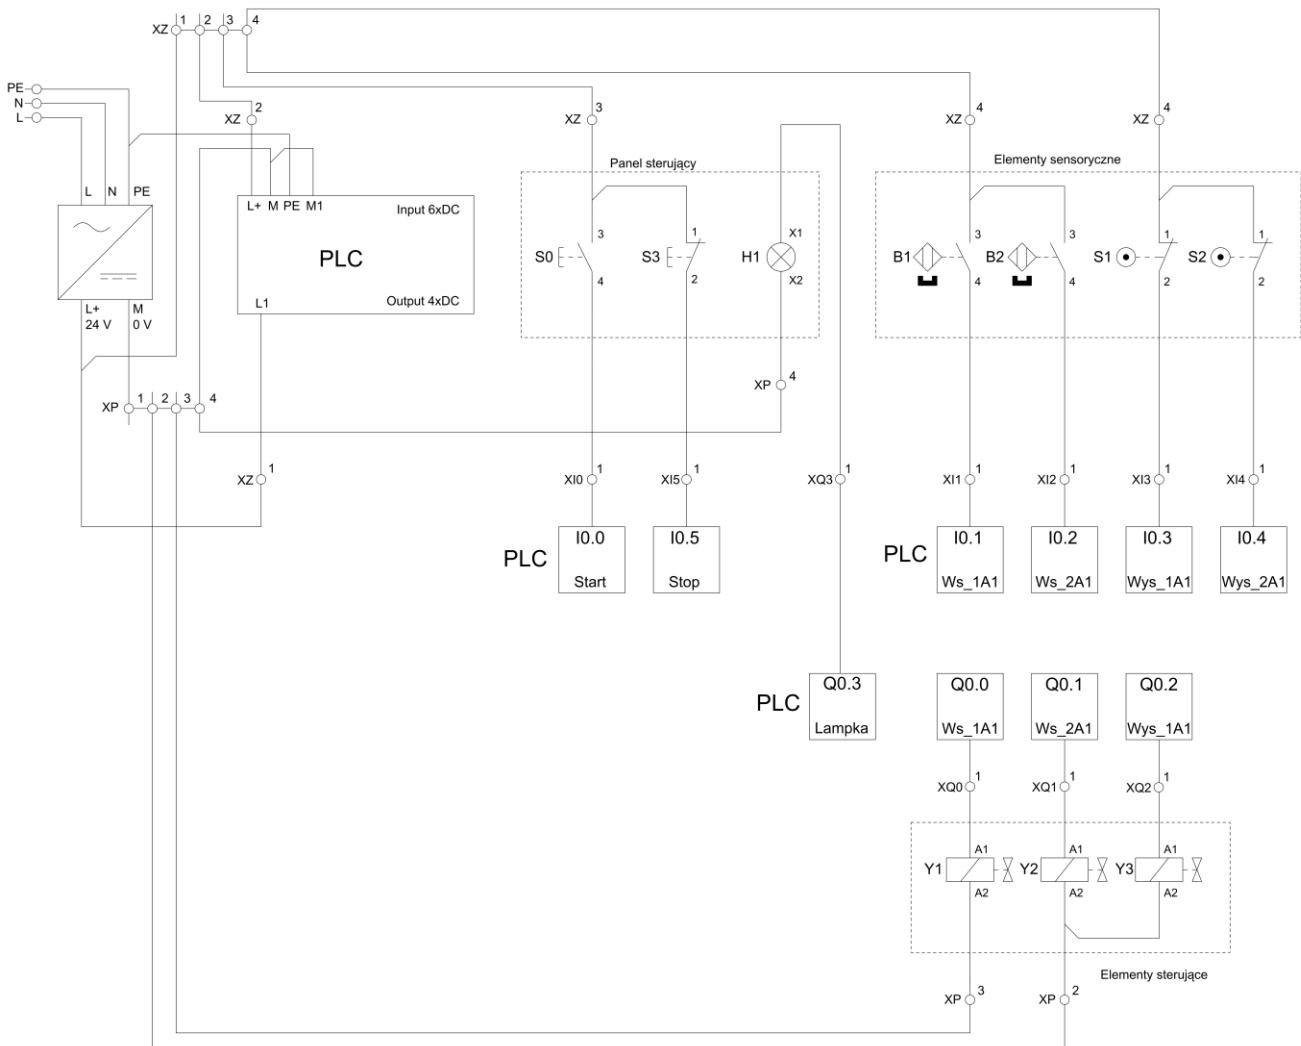 XZ 1 2 3 4
PE
N
L
XZ 2
XZ 3
XZ 4
XZ 4
Panel sterujący
Elementy sensoryczne
L N PE
L+ M PE M1
Input 6xDC
PLC
L1
Output 4xDC
L+
24 V
M
0 V
S0 3 4
S3 1 2
H1 X1 X2
B1 3 4
B2 3 4
S1 1 2
S2 1 2
XP 4
XP 1 2 3 4
XZ 1
XI0 1
XI5 1
XQ3 1
XI1 1
XI2 1
XI3 1
XI4 1
PLC
I0.0
Start
I0.5
Stop
PLC
I0.1
Ws_1A1
I0.2
Ws_2A1
I0.3
Wys_1A1
I0.4
Wys_2A1
PLC
Q0.3
Lampka
Q0.0
Ws_1A1
Q0.1
Ws_2A1
Q0.2
Wys_1A1
XQ0 1
XQ1 1
XQ2 1
Y1 A1 A2
Y2 A1 A2
Y3 A1 A2
Elementy sterujące
XP 3
XP 2